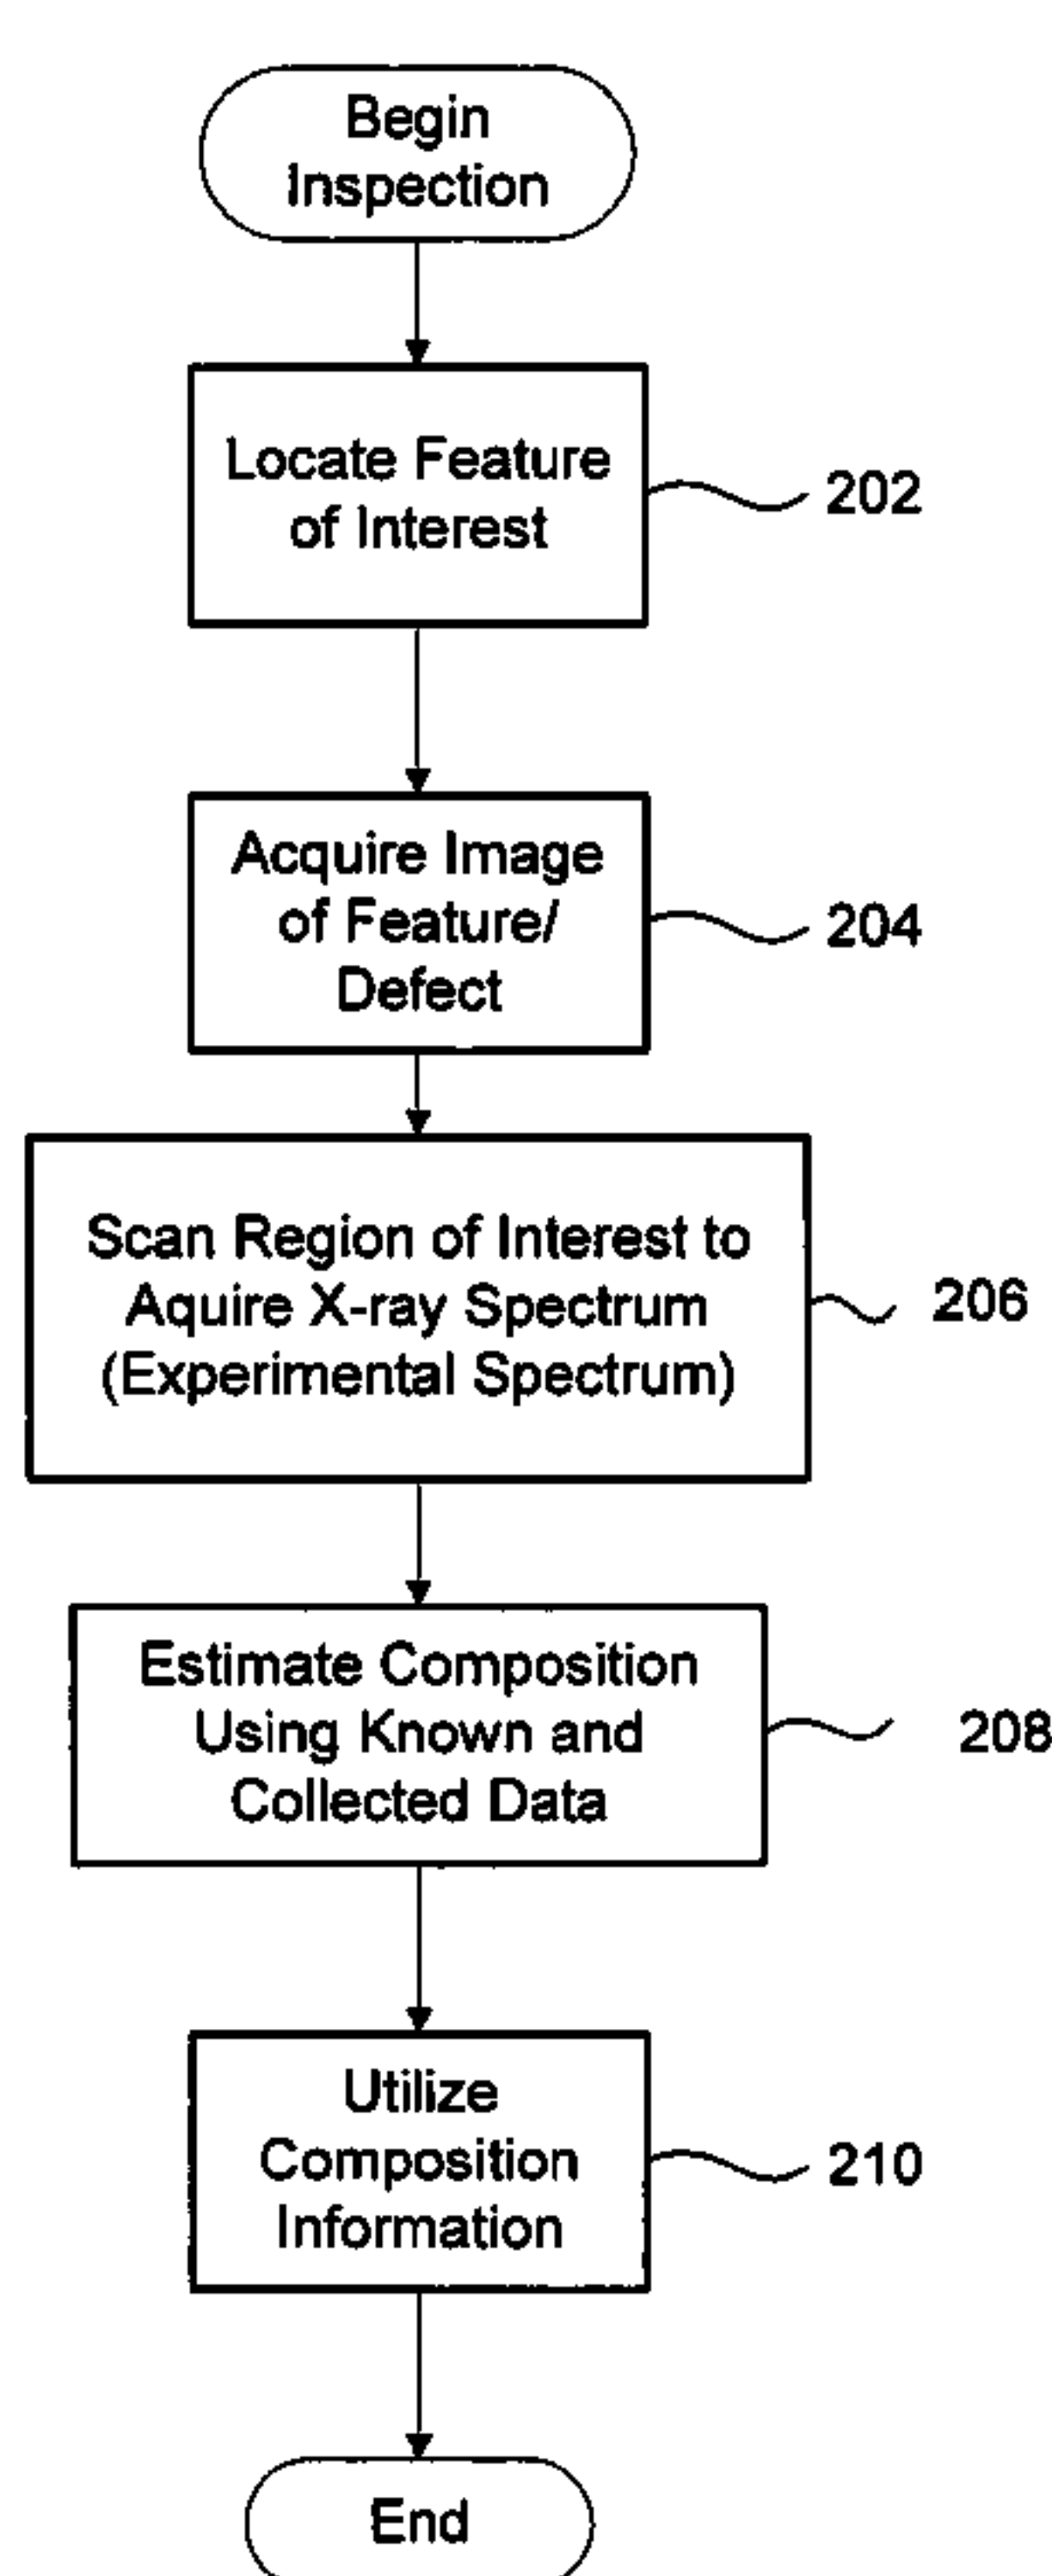 Begin
Inspection
Locate Feature
of Interest
202
Acquire Image
of Feature/
Defect
204
Scan Region of Interest to
Aquire X-ray Spectrum
(Experimental Spectrum)
206
Estimate Composition
Using Known and
Collected Data
208
Utilize
Composition
Information
210
End